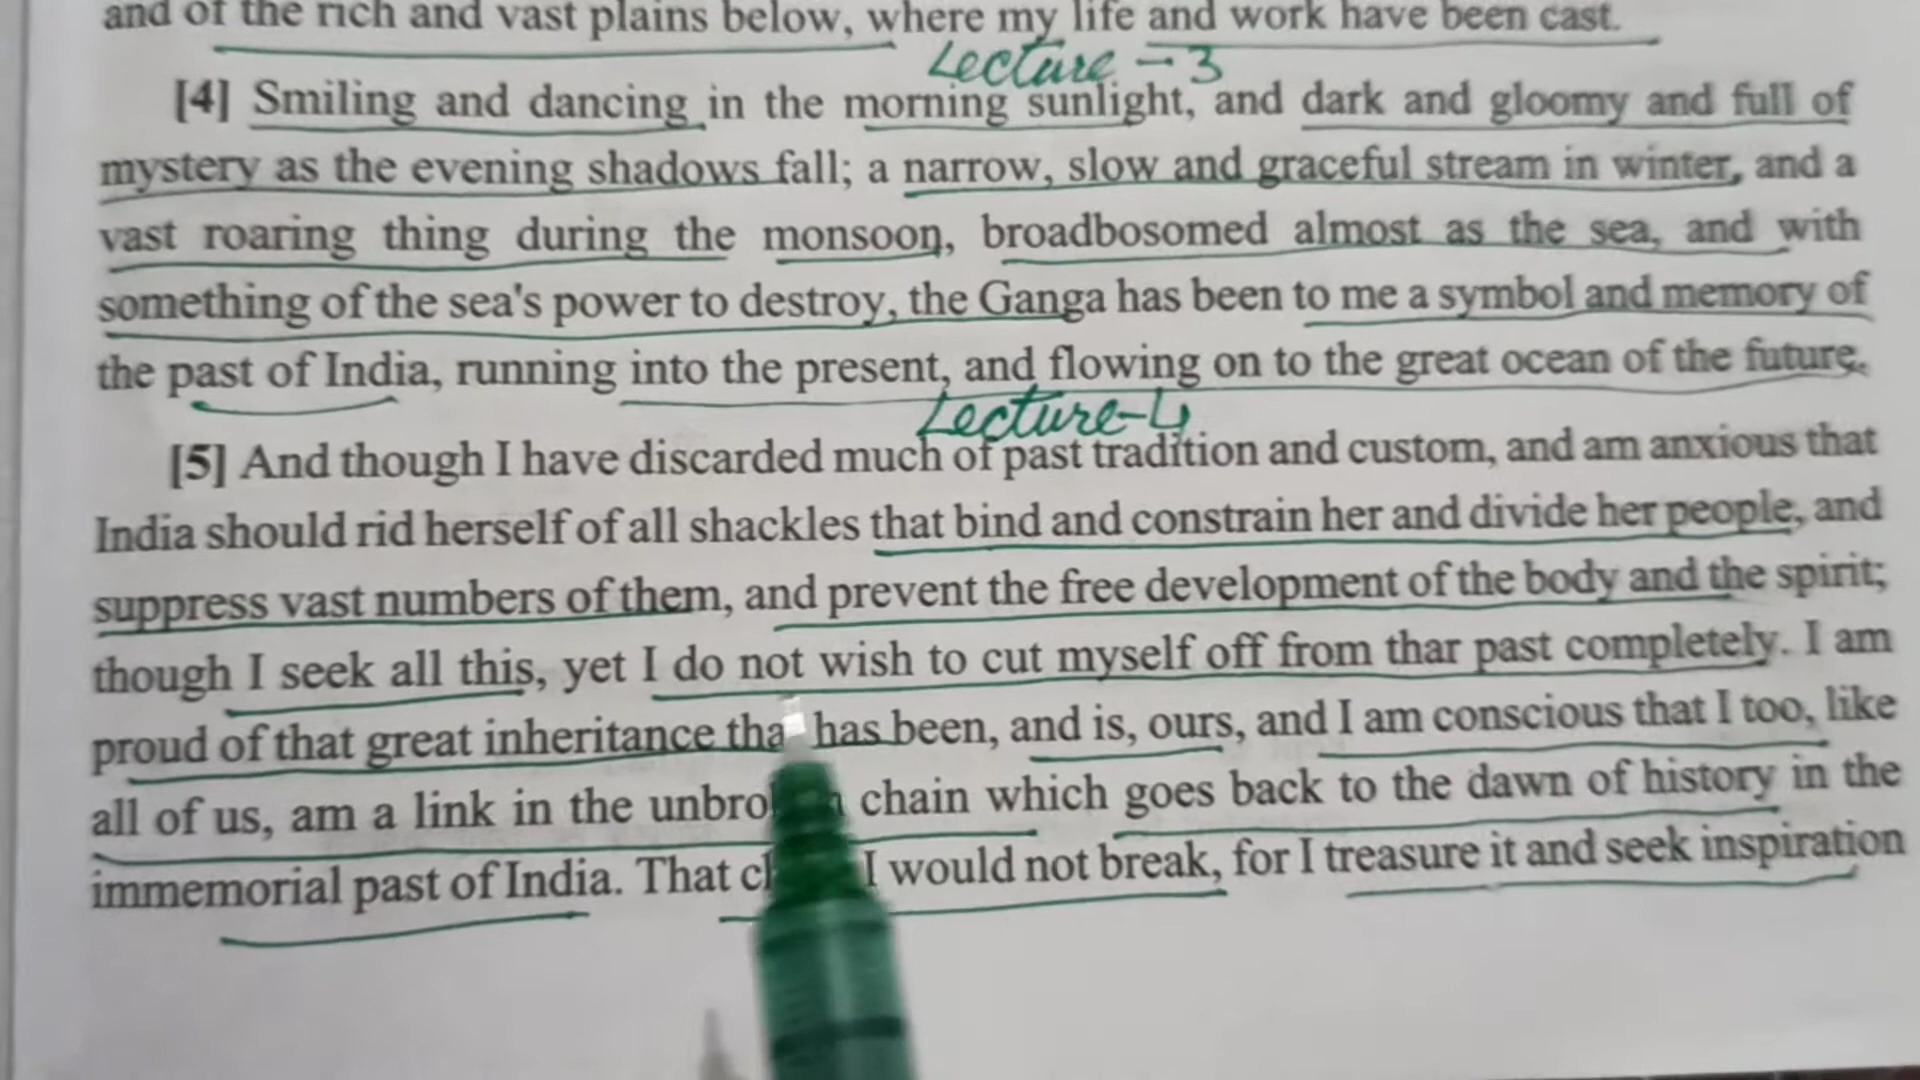 and of the rich and vast plains below, where my life and work have been cast.
Lecture - 3
[4] Smiling and dancing in the morning sunlight, and dark and gloomy and full of
mystery as the evening shadows fall; a narrow, slow and graceful stream in winter, and a
vast roaring thing during the monsoon, broadbosomed almost as the sea, and with
something of the sea's power to destroy, the Ganga has been to me a symbol and memory of
the past of India, running into the present, and flowing on to the great ocean of the future.
Lecture-4
[5] And though I have discarded much of past tradition and custom, and am anxious that
India should rid herself of all shackles that bind and constrain her and divide her people, and
suppress vast numbers of them, and prevent the free development of the body and the spirit;
though I seek all this, yet I do not wish to cut myself off from thar past completely. I am
proud of that great inheritance tha has been, and is, ours, and I am conscious that I too, like
all of us, am a link in the chain which goes back to the dawn of history in the
immemorial past of India. That I would not break, for I treasure it and seek inspiration